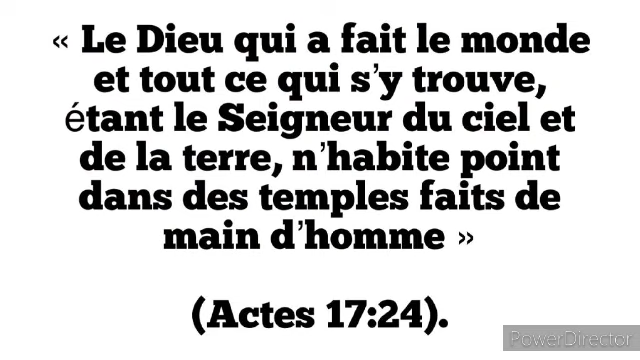 « Le Dieu qui a fait le monde
et tout ce qui s’y trouve,
étant le Seigneur du ciel et
de la terre, n’habite point
dans des temples faits de
main d’homme »
(Actes 17:24).
PowerDirector